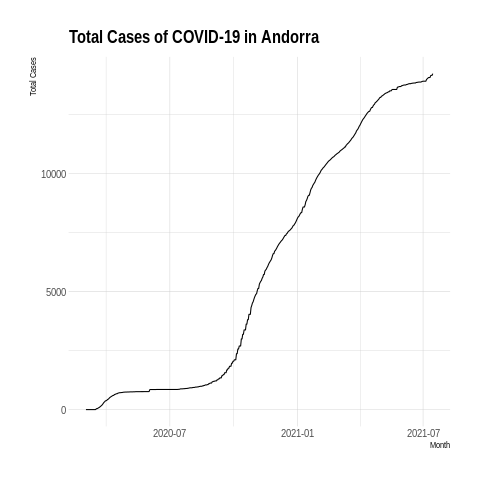 Total Cases of COVID-19 in Andorra
Total Cases
10000
5000
0
2020-07
2021-01
2021-07
Month